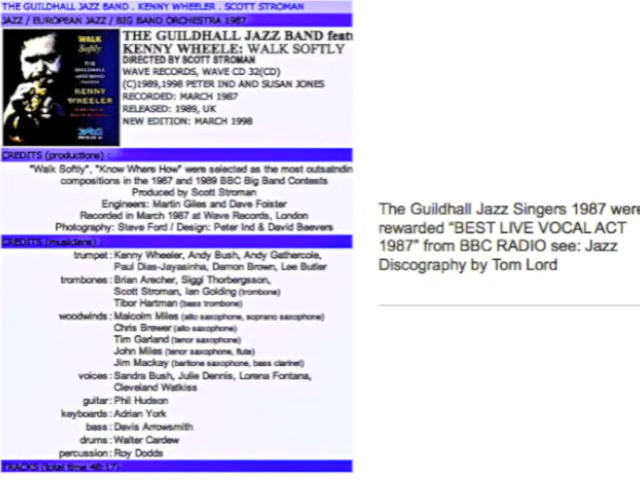 THE GUILDHALL JAZZ BAND . KENNY WHEELER . SCOTT STROMAN
JAZZ / EUROPEAN JAZZ / BIG BAND ORCHESTRA 1987
WALK
Softly
THE
GUILDHALL
JAZZ BAND
KENNY
WHEELER
THE GUILDHALL JAZZ BAND feat
KENNY WHEELE: WALK SOFTLY
DIRECTED BY SCOTT STROMAN
WAVE RECORDS, WAVE CD 32(CD)
(C)1989,1998 PETER IND AND SUSAN JONES
RECORDED: MARCH 1987
RELEASED: 1989, UK
NEW EDITION: MARCH 1998
CREDITS (productions) :
"Walk Softly", "Know Where How" were selected as the most outsatndin
compositions in the 1987 and 1989 BBC Big Band Contests
Produced by Scott Stroman
Engineers: Martin Giles and Dave Foister
Recorded in March 1987 at Wave Records, London
Photography: Steve Ford / Design: Peter Ind & David Beevers
CREDITS (musicians) :
trumpet : Kenny Wheeler, Andy Bush, Andy Gathercole,
Paul Dias-Jayasinha, Damon Brown, Lee Butler
trombones : Brian Arecher, Siggi Thorbergsson,
Scott Stroman, Ian Golding (trombone)
Tibor Hartman (bass trombone)
woodwinds : Malcolm Miles (alto saxophone, soprano saxophone)
Chris Brewer (alto saxophone)
Tim Garland (tenor saxophone)
John Miles (tenor saxophone, flute)
Jim Mackay (baritone saxophone, bass clarinet)
voices : Sandra Bush, Julie Dennis, Lorena Fontana,
Cleveland Watkiss
guitar : Phil Hudson
keyboards : Adrian York
bass : Davis Arrowsmith
drums : Walter Cardew
percussion : Roy Dodds
TRACKS (total time 48:17)
The Guildhall Jazz Singers 1987 were
rewarded “BEST LIVE VOCAL ACT
1987” from BBC RADIO see: Jazz
Discography by Tom Lord